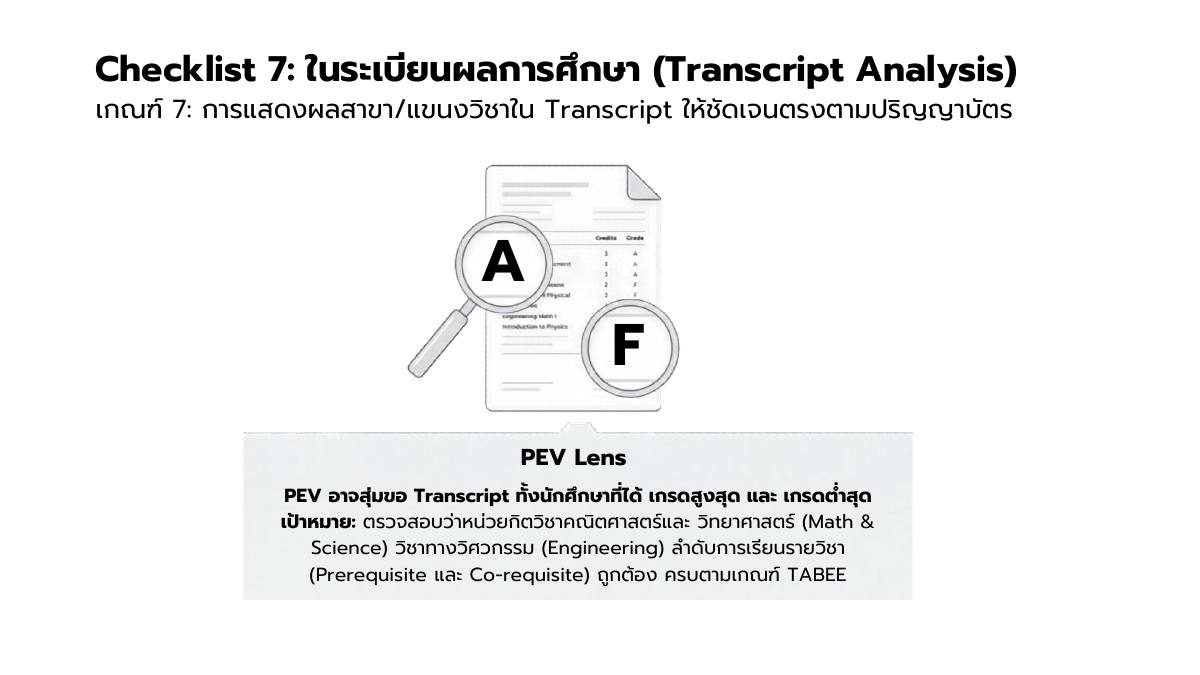 Checklist 7: ในระเบียนผลการศึกษา (Transcript Analysis)
เกณฑ์ 7: การแสดงผลสาขา/แขนงวิชาใน Transcript ให้ชัดเจนตรงตามปริญญาบัตร
Credits Grade
3 A
3 A
3 A
2 F
Physical 3 F
Engineering Math I
Introduction to Physics
A
F
PEV Lens
PEV อาจสุ่มขอ Transcript ทั้งนักศึกษาที่ได้ เกรดสูงสุด และ เกรดต่ำสุด
เป้าหมาย: ตรวจสอบว่าหน่วยกิตวิชาคณิตศาสตร์และ วิทยาศาสตร์ (Math &
Science) วิชาทางวิศวกรรม (Engineering) ลำดับการเรียนรายวิชา
(Prerequisite และ Co-requisite) ถูกต้อง ครบตามเกณฑ์ TABEE